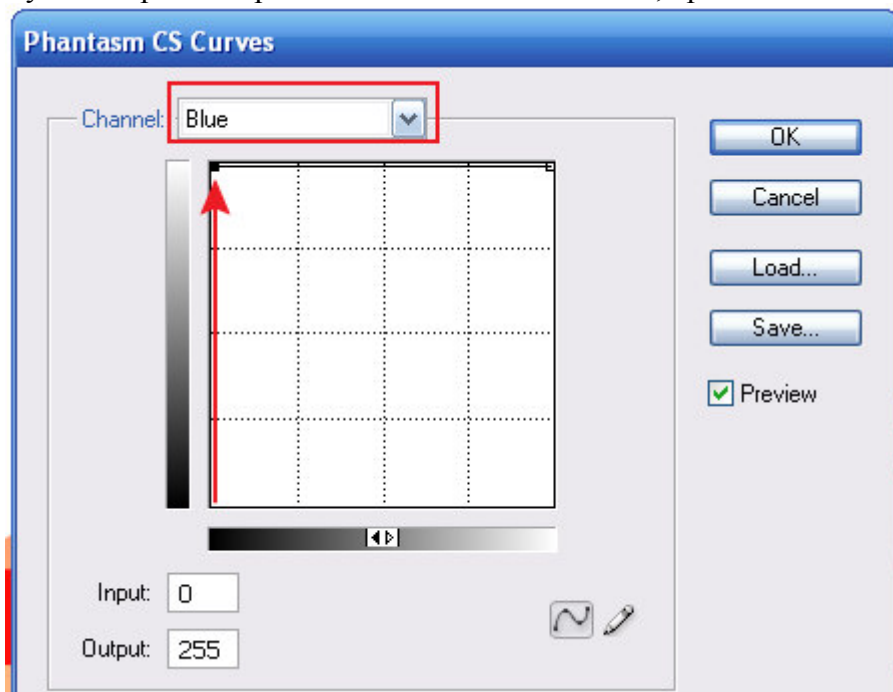 Phantasm CS Curves
Channel: Blue
OK
Cancel
Load...
Save...
Preview
Input: 0
Output: 255